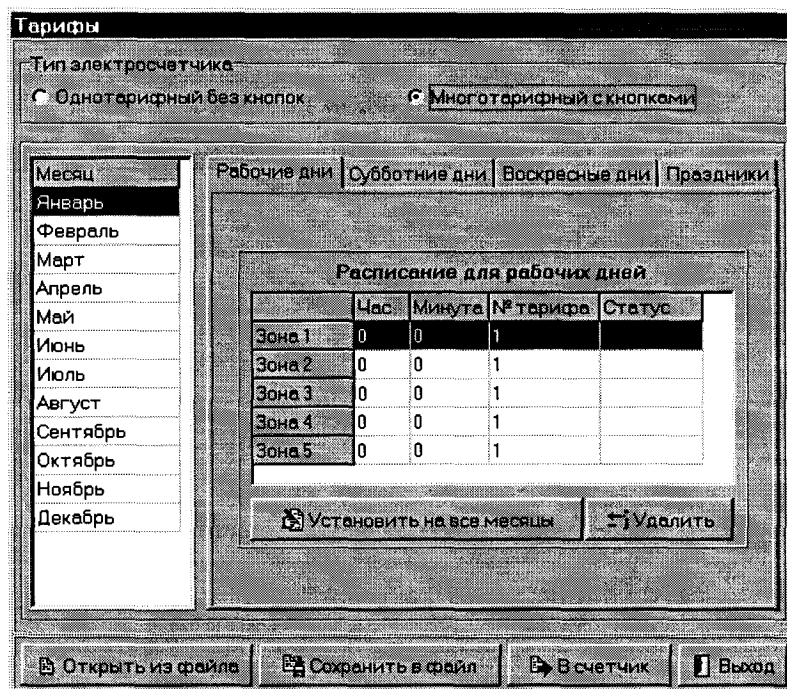 Тарифы
Тип электросчетчика
Однотарифный без кнопок Многотарифный с кнопками
Месяц
Январь
Февраль
Март
Апрель
Май
Июнь
Июль
Август
Сентябрь
Октябрь
Ноябрь
Декабрь
Рабочие дни Субботние дни Воскресные дни Праздники
Расписание для рабочих дней
Час Минута № тарифа Статус
Зона 1 0 0 1
Зона 2 0 0 1
Зона 3 0 0 1
Зона 4 0 0 1
Зона 5 0 0 1
Установить на все месяцы Удалить
Открыть из файла Сохранить в файл В счетчик Выход